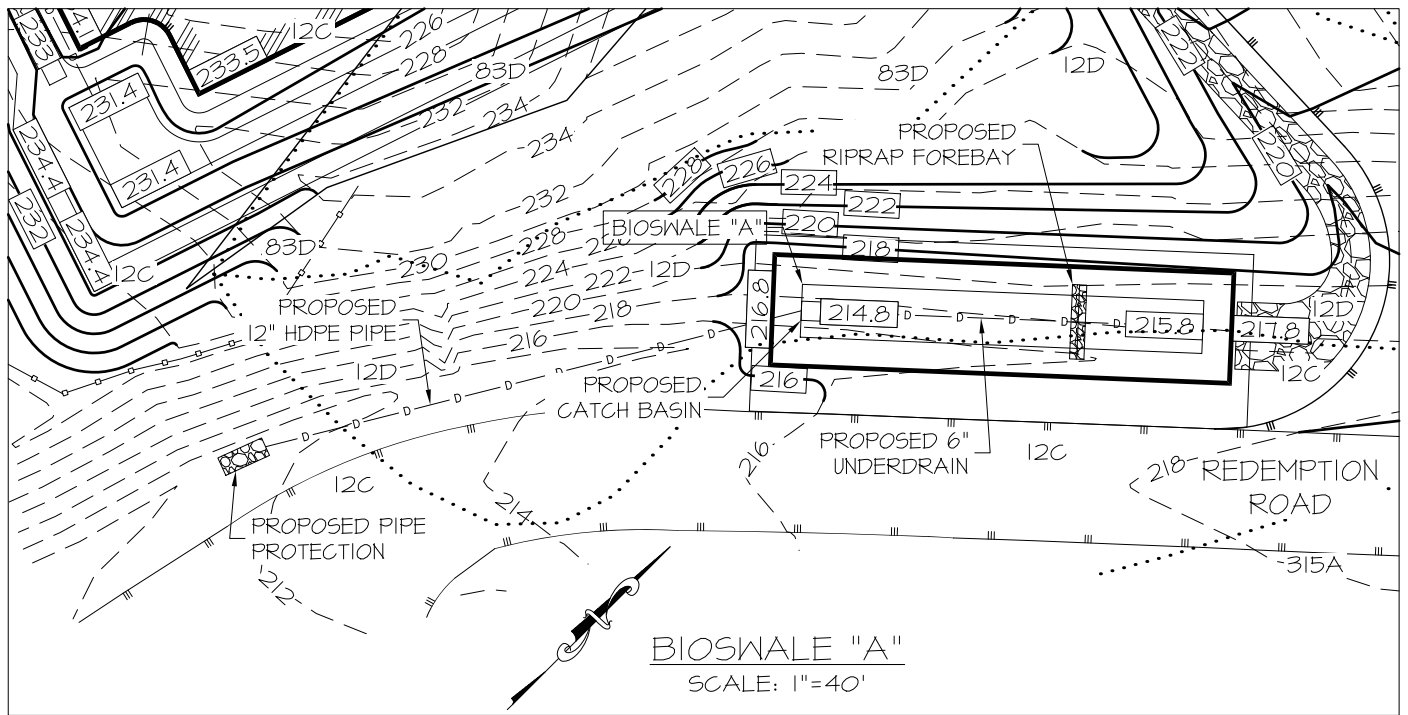 233
233.5
12C
226
228
83D
232
234
231.4
231.4
234.4
234.4
232
83D
12C
234
232
230
228
224
222
220
218
216
12D
12D
83D
12D
PROPOSED
RIPRAP FOREBAY
228
226
224
222
220
218
222
220
BIOSWALE "A"
216.8
214.8
215.8
217.8
12D
12C
216
PROPOSED
12" HDPE PIPE
PROPOSED
CATCH BASIN
PROPOSED 6"
UNDERDRAIN
12C
216
218
REDEMPTION
ROAD
315A
12C
214
212
PROPOSED PIPE
PROTECTION
BIOSWALE "A"
SCALE: 1"=40'